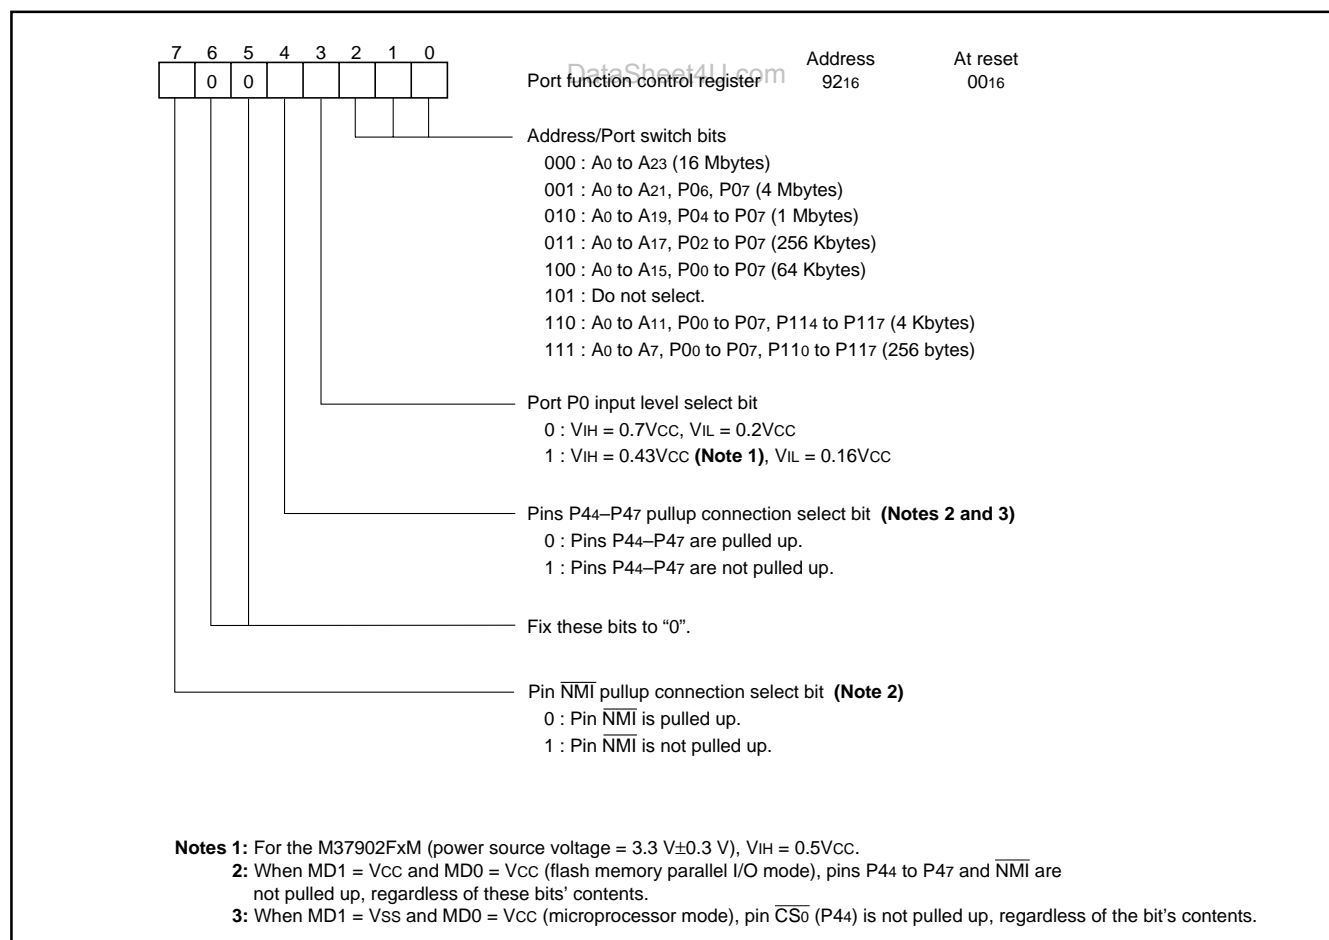 7 6 5 4 3 2 1 0
0 0
DataSheet4U.com
Port function control register
Address
92₁₆
At reset
00₁₆
Address/Port switch bits
000 : A0 to A23 (16 Mbytes)
001 : A0 to A21, P06, P07 (4 Mbytes)
010 : A0 to A19, P04 to P07 (1 Mbytes)
011 : A0 to A17, P02 to P07 (256 Kbytes)
100 : A0 to A15, P00 to P07 (64 Kbytes)
101 : Do not select.
110 : A0 to A11, P00 to P07, P114 to P117 (4 Kbytes)
111 : A0 to A7, P00 to P07, P110 to P117 (256 bytes)
Port P0 input level select bit
0 : VIH = 0.7VCC, VIL = 0.2VCC
1 : VIH = 0.43VCC (Note 1), VIL = 0.16VCC
Pins P44–P47 pullup connection select bit (Notes 2 and 3)
0 : Pins P44–P47 are pulled up.
1 : Pins P44–P47 are not pulled up.
Fix these bits to “0”.
Pin NMI pullup connection select bit (Note 2)
0 : Pin NMI is pulled up.
1 : Pin NMI is not pulled up.
Notes 1: For the M37902FxM (power source voltage = 3.3 V±0.3 V), VIH = 0.5VCC.
2: When MD1 = VCC and MD0 = VCC (flash memory parallel I/O mode), pins P44 to P47 and NMI are
not pulled up, regardless of these bits’ contents.
3: When MD1 = VSS and MD0 = VCC (microprocessor mode), pin CS0 (P44) is not pulled up, regardless of the bit’s contents.